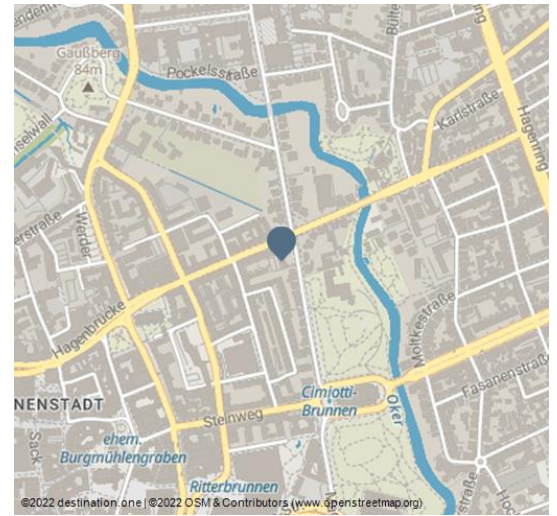 Gaußberg
84m
Pockelsstraße
Karlstraße
Hagenring
Werder
Hagenbrücke
Moltkestraße
Fasanenstraße
NENSTADT
Cimiotti-
Brunnen
Oker
Steinweg
Sack
ehem.
Burgmühlengraben
Ritterbrunnen
©2022 destination.one | ©2022 OSM & Contributors (www.openstreetmap.org)